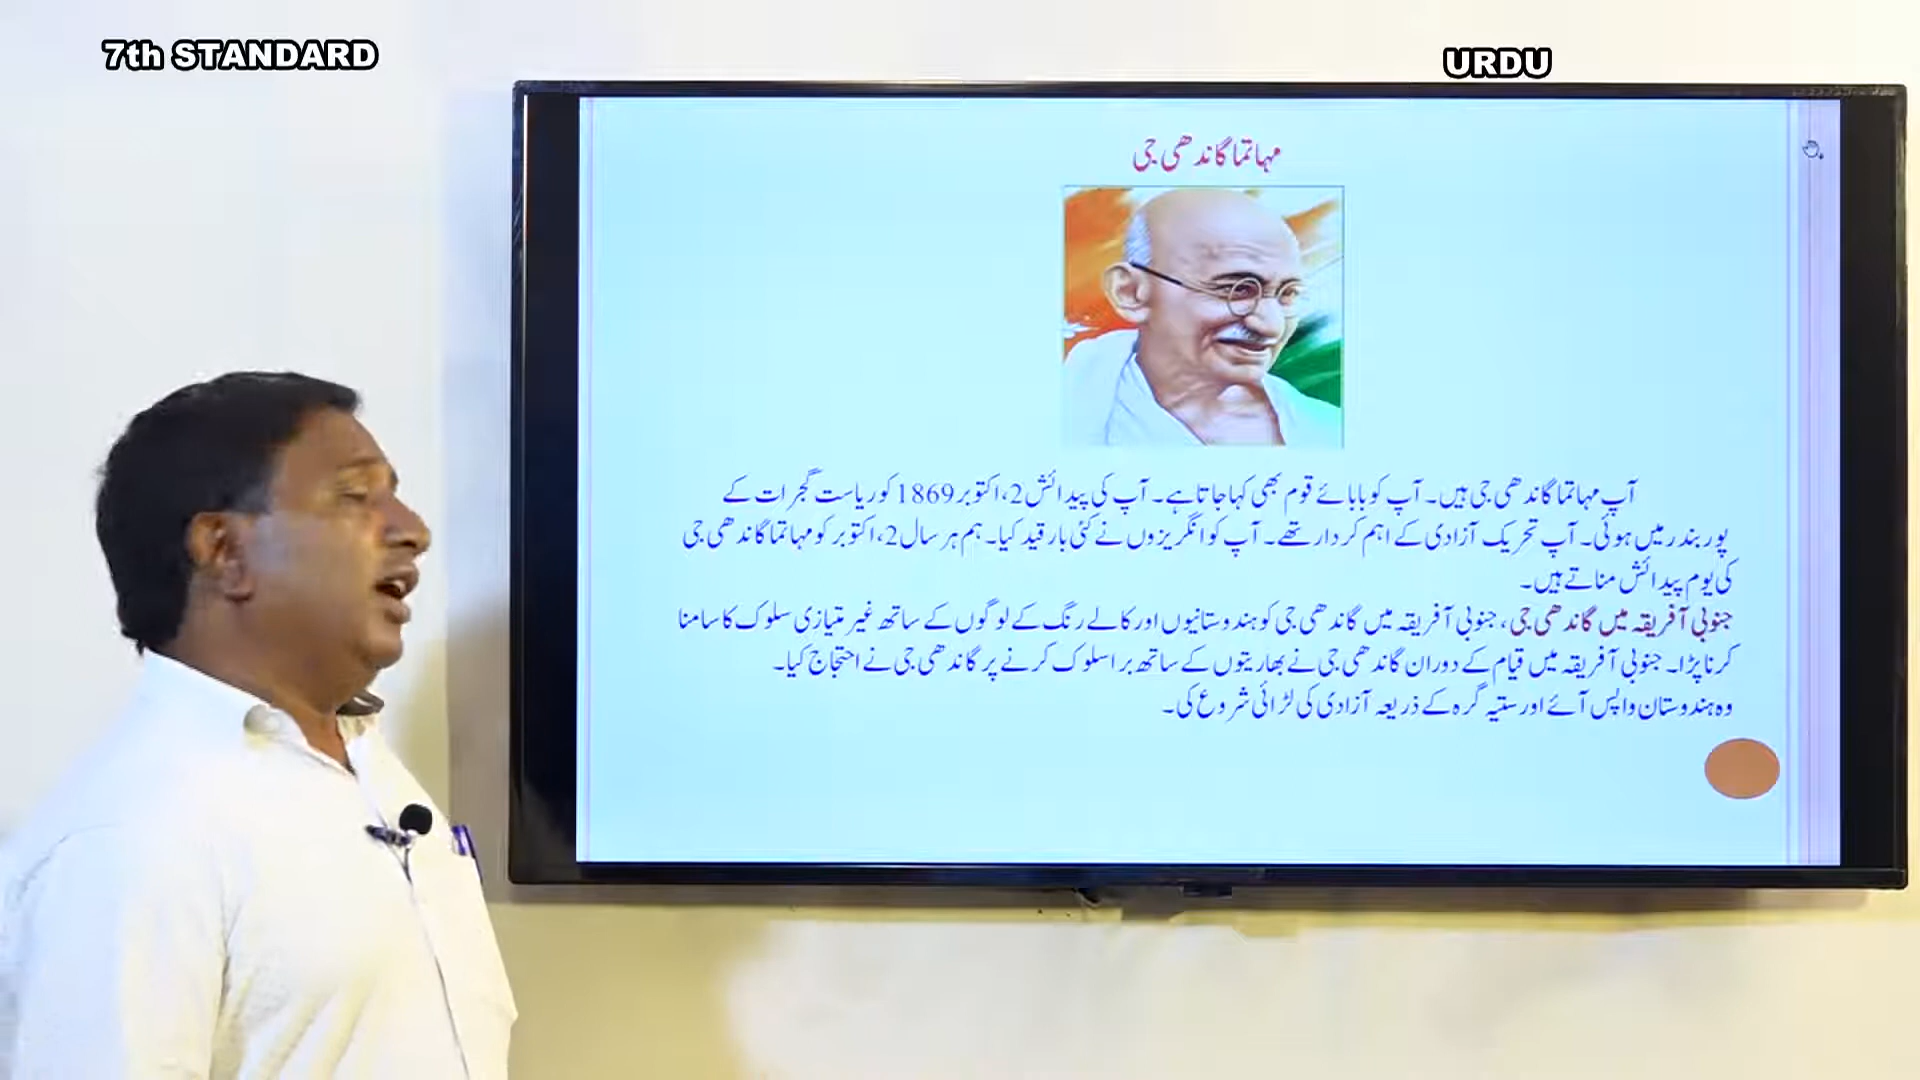 7th STANDARD
URDU
مہاتما گاندھی جی
آپ مہاتما گاندھی جی ہیں۔ آپ کو بابائے قوم بھی کہا جاتا ہے۔ آپ کی پیدائش 2، اکتوبر 1869 کو ریاست گجرات کے
پور بندر میں ہوئی۔ آپ تحریک آزادی کے اہم کردار تھے۔ آپ کو انگریزوں نے کئی بار قید کیا۔ ہم ہر سال 2، اکتوبر کو مہاتما گاندھی جی
کی یوم پیدائش مناتے ہیں۔
جنوبی آفریقہ میں گاندھی جی، جنوبی آفریقہ میں گاندھی جی کو ہندوستانیوں اور کالے رنگ کے لوگوں کے ساتھ غیر متیازی سلوک کا سامنا
کرنا پڑا۔ جنوبی آفریقہ میں قیام کے دوران گاندھی جی نے بھاریتوں کے ساتھ برا سلوک کرنے پر گاندھی جی نے احتجاج کیا۔
وہ ہندوستان واپس آئے اور ستیہ گرہ کے ذریعہ آزادی کی لڑائی شروع کی۔